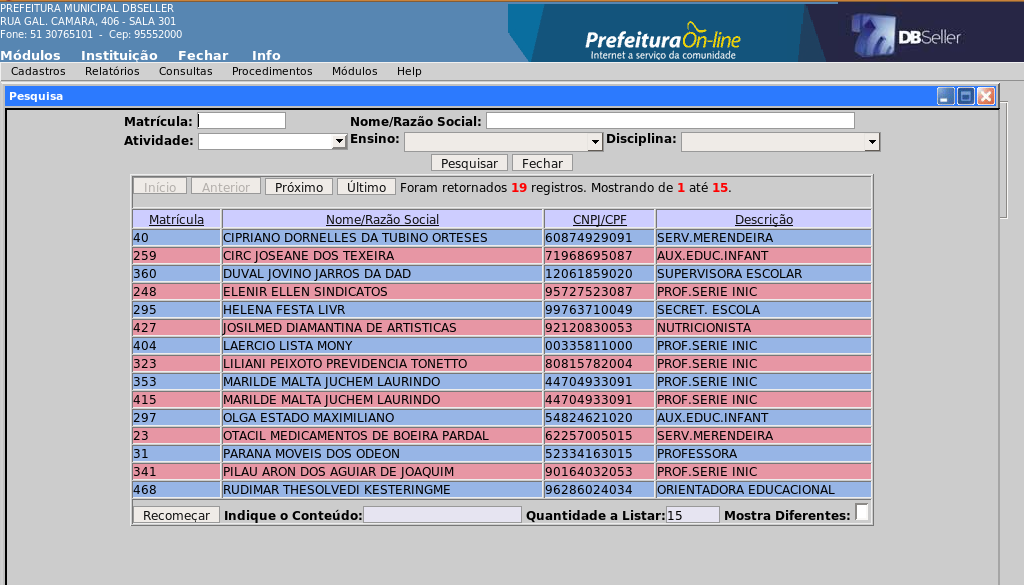 PREFEITURA MUNICIPAL DBSELLER
RUA GAL. CAMARA, 406 - SALA 301
Fone: 51 30765101 - Cep: 95552000
PrefeituraOn-line
Internet a serviço da comunidade
DBSeller
Módulos Instituição Fechar Info
Cadastros Relatórios Consultas Procedimentos Módulos Help
Pesquisa
Matrícula: Nome/Razão Social:
Atividade: Ensino: Disciplina:
Pesquisar Fechar
Início Anterior Próximo Último Foram retornados 19 registros. Mostrando de 1 até 15.
Matrícula Nome/Razão Social CNPJ/CPF Descrição
40 CIPRIANO DORNELLES DA TUBINO ORTESES 60874929091 SERV.MERENDEIRA
259 CIRC JOSEANE DOS TEXEIRA 71968695087 AUX.EDUC.INFANT
360 DUVAL JOVINO JARROS DA DAD 12061859020 SUPERVISORA ESCOLAR
248 ELENIR ELLEN SINDICATOS 95727523087 PROF.SERIE INIC
295 HELENA FESTA LIVR 99763710049 SECRET. ESCOLA
427 JOSILMED DIAMANTINA DE ARTISTICAS 92120830053 NUTRICIONISTA
404 LAERCIO LISTA MONY 00335811000 PROF.SERIE INIC
323 LILIANI PEIXOTO PREVIDENCIA TONETTO 80815782004 PROF.SERIE INIC
353 MARILDE MALTA JUCHEM LAURINDO 44704933091 PROF.SERIE INIC
415 MARILDE MALTA JUCHEM LAURINDO 44704933091 PROF.SERIE INIC
297 OLGA ESTADO MAXIMILIANO 54824621020 AUX.EDUC.INFANT
23 OTACIL MEDICAMENTOS DE BOEIRA PARDAL 62257005015 SERV.MERENDEIRA
31 PARANA MOVEIS DOS ODEON 52334163015 PROFESSORA
341 PILAU ARON DOS AGUIAR DE JOAQUIM 90164032053 PROF.SERIE INIC
468 RUDIMAR THESOLVEDI KESTERINGME 96286024034 ORIENTADORA EDUCACIONAL
Recomeçar Indique o Conteúdo: Quantidade a Listar: 15 Mostra Diferentes: